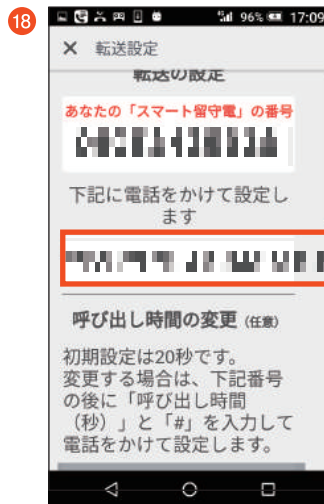 18
96% 17:09
× 転送設定
転送の設定
あなたの「スマート留守電」の番号
下記に電話をかけて設定し
ます
呼び出し時間の変更 (任意)
初期設定は20秒です。
変更する場合は、下記番号
の後に「呼び出し時間
(秒)」と「#」を入力して
電話をかけて設定します。